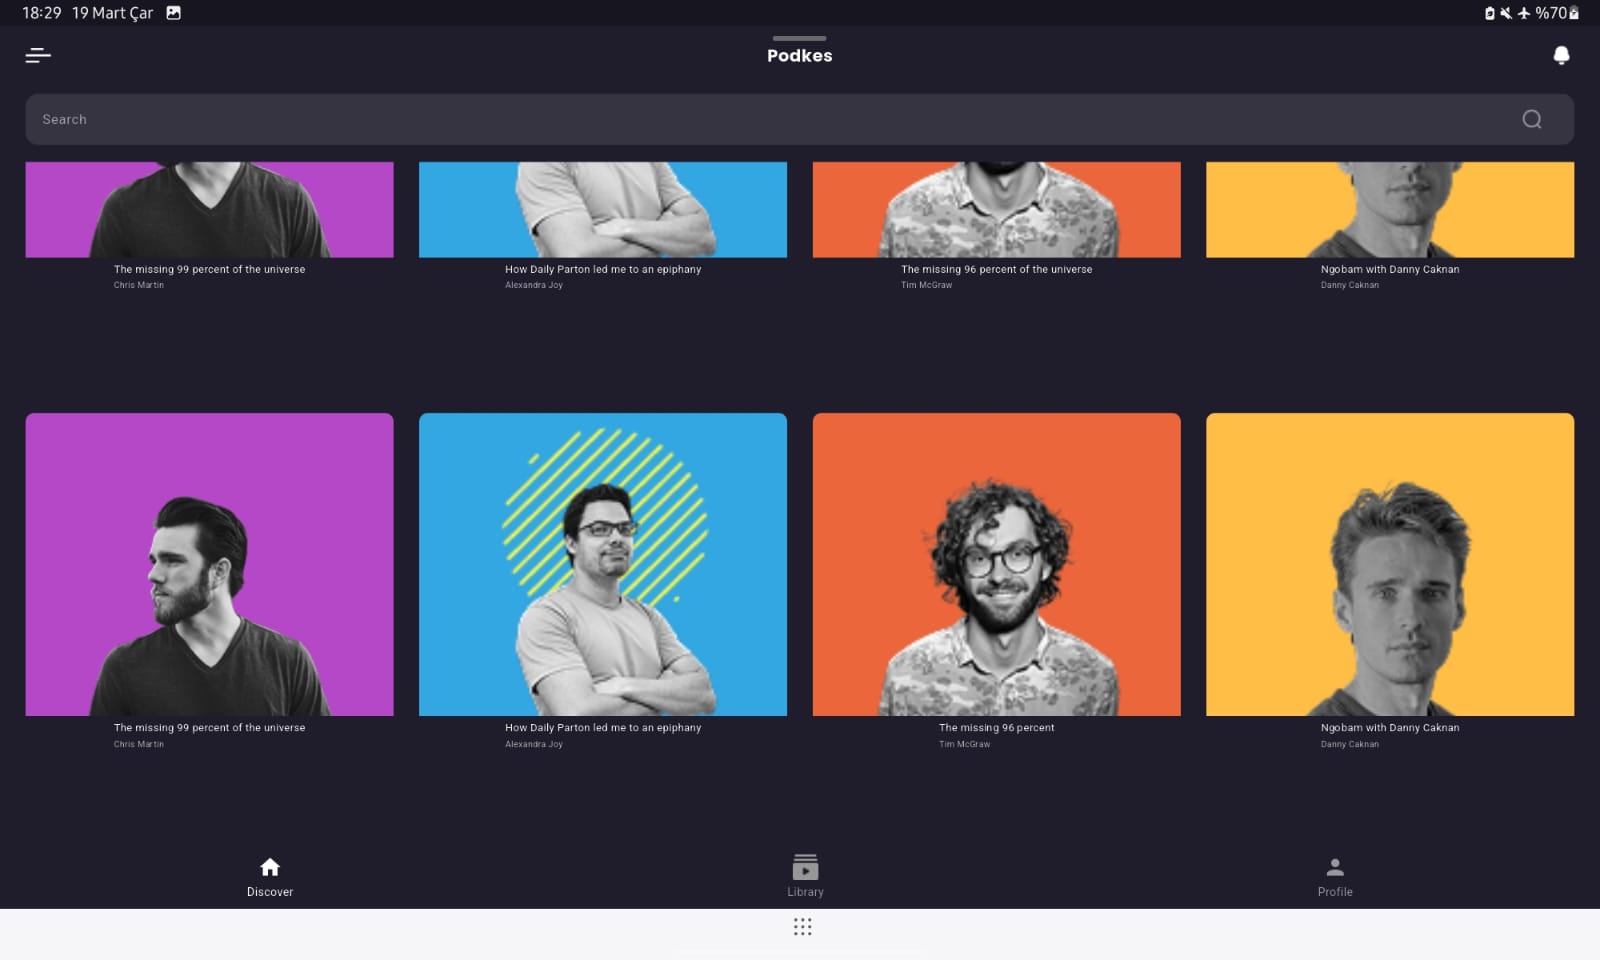 18:29 19 Mart Çar
%70
Podkes
Search
The missing 99 percent of the universe
Chris Martin
How Daily Parton led me to an epiphany
Alexandra Joy
The missing 96 percent of the universe
Tim McGraw
Ngobam with Danny Caknan
Danny Caknan
The missing 99 percent of the universe
Chris Martin
How Daily Parton led me to an epiphany
Alexandra Joy
The missing 96 percent
Tim McGraw
Ngobam with Danny Caknan
Danny Caknan
Discover
Library
Profile